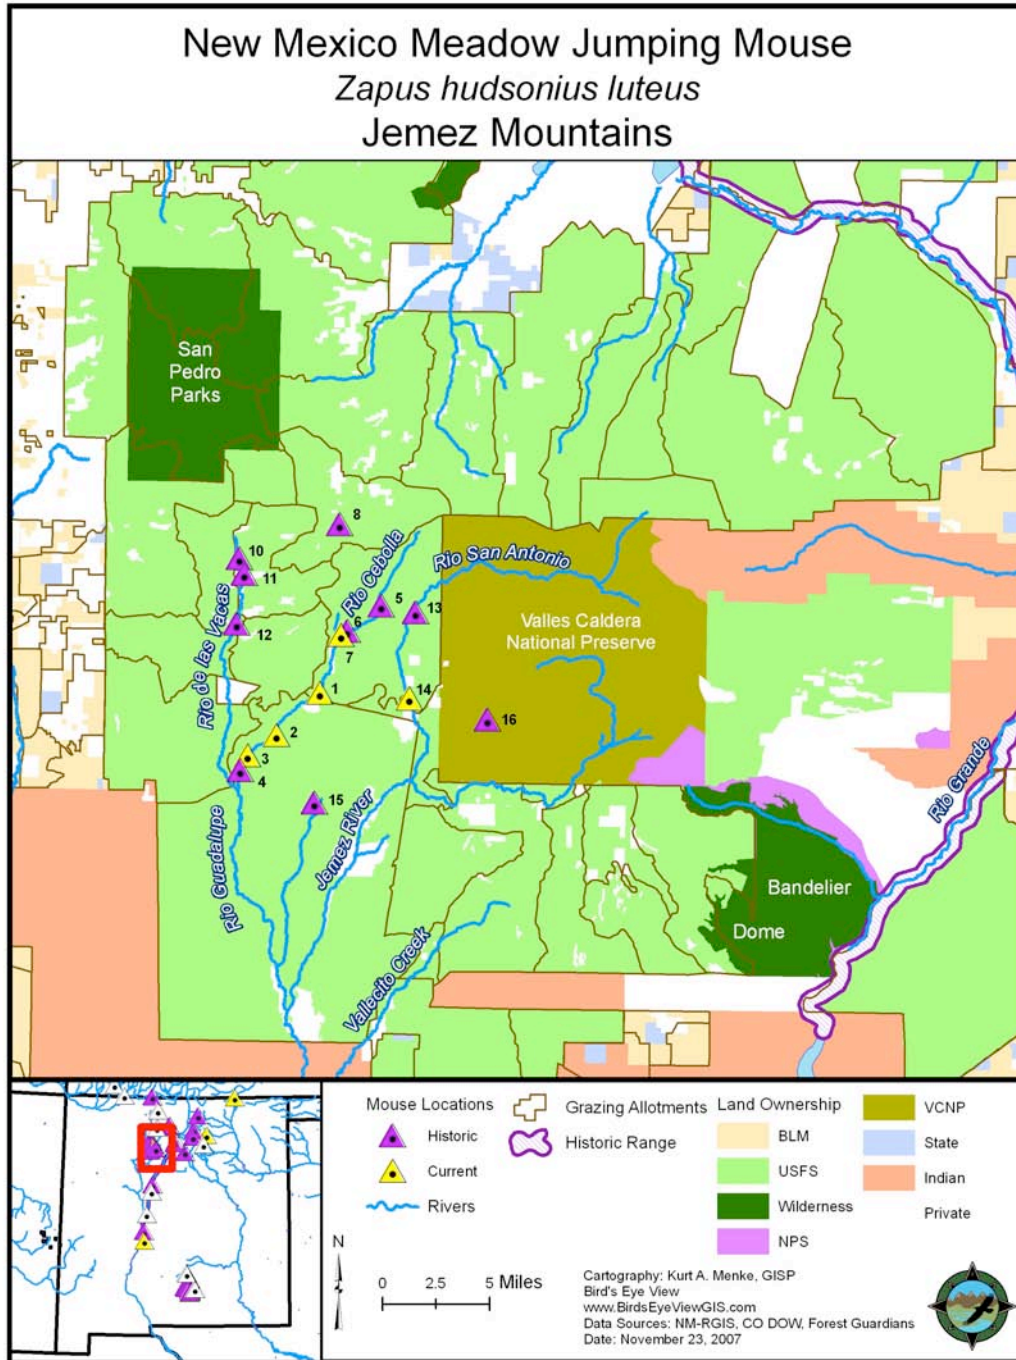 New Mexico Meadow Jumping Mouse
Zapus hudsonius luteus
Jemez Mountains
San
Pedro
Parks
8
10
11
12
Rio de las Vacas
Rio Cebolla
Rio San Antonio
5
13
6
7
Valles Caldera
National Preserve
1
14
2
16
3
4
15
Rio Guadalupe
Jemez River
Vallecito Creek
Rio Grande
Bandelier
Dome
Mouse Locations
Historic
Current
Rivers
Grazing Allotments
Historic Range
Land Ownership
BLM
USFS
Wilderness
NPS
VCNP
State
Indian
Private
N
0 2.5 5 Miles
Cartography: Kurt A. Menke, GISP
Bird's Eye View
www.BirdsEyeViewGIS.com
Data Sources: NM-RGIS, CO DOW, Forest Guardians
Date: November 23, 2007